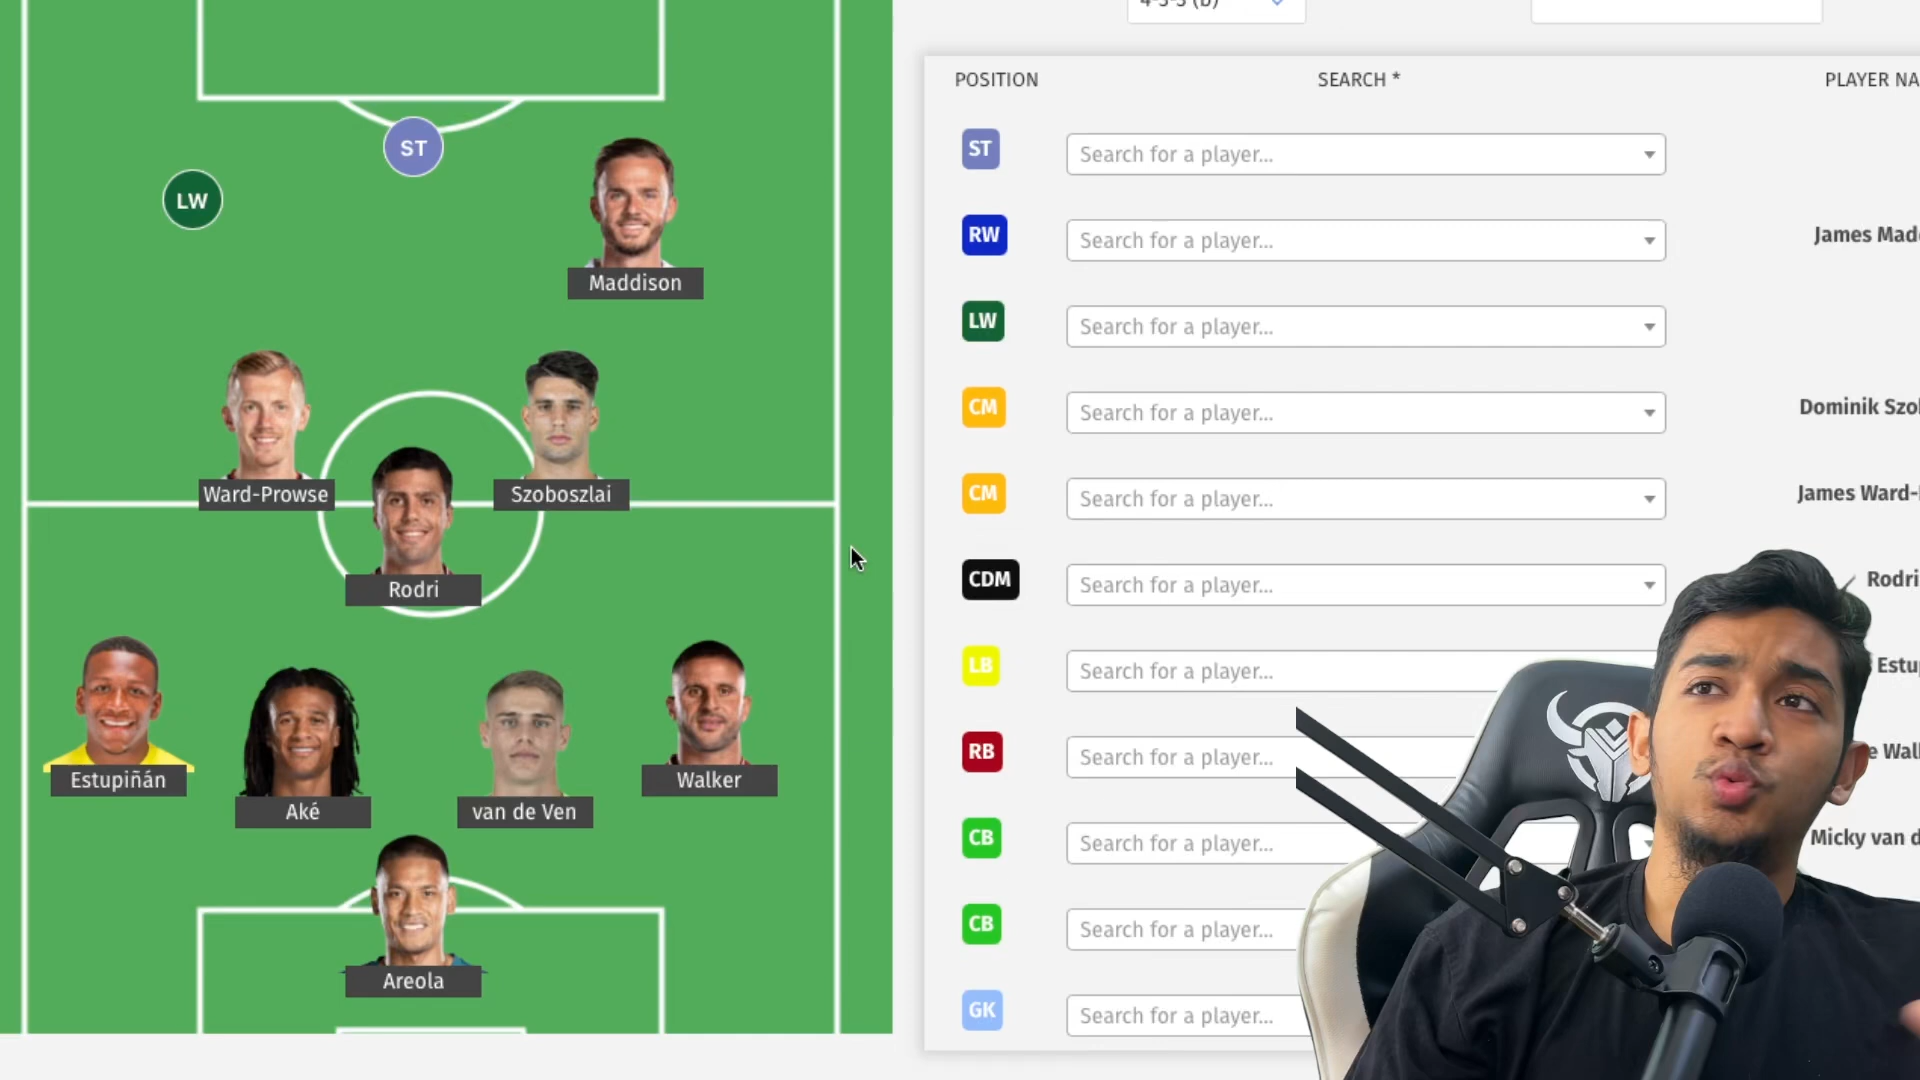 ST
LW
Maddison
Ward-Prowse
Szoboszlai
Rodri
Estupiñán
Aké
van de Ven
Walker
Areola
POSITION SEARCH * PLAYER NA
ST Search for a player...
RW Search for a player... James Mad
LW Search for a player...
CM Search for a player... Dominik Szo
CM Search for a player... James Ward-
CDM Search for a player... Rodri
LB Search for a player... Estu
RB Search for a player... e Wal
CB Search for a player... Micky van d
CB Search for a player...
GK Search for a player...